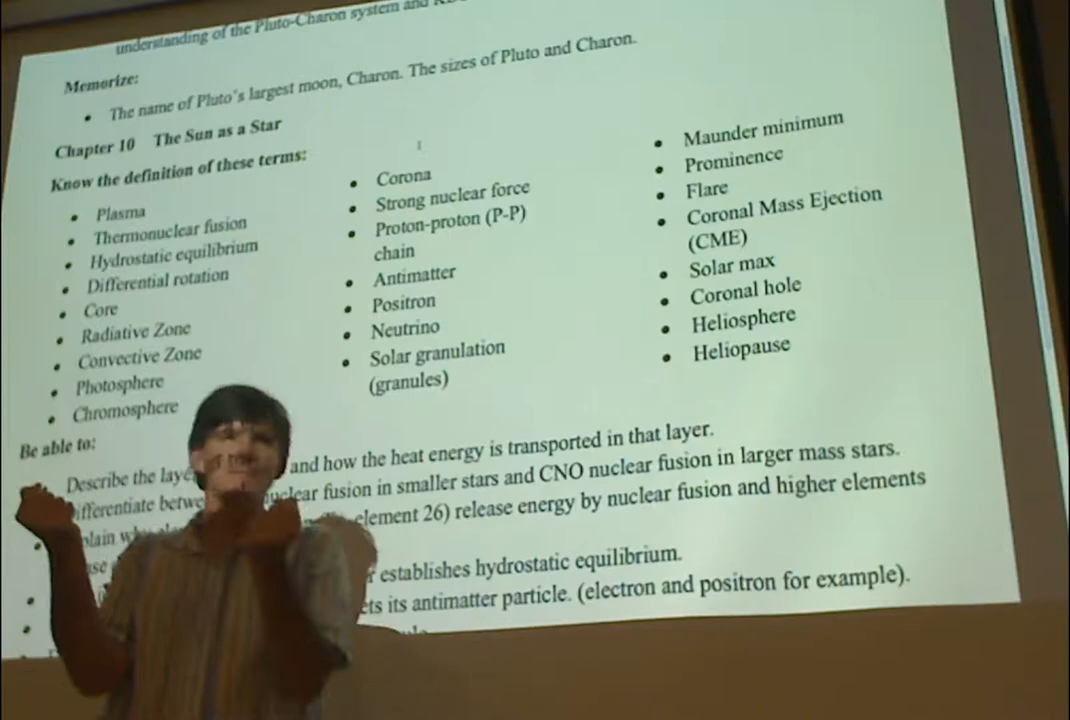 understanding of the Pluto-Charon system and
Memorize:
• The name of Pluto's largest moon, Charon. The sizes of Pluto and Charon.
Chapter 10 The Sun as a Star
Know the definition of these terms:
• Plasma
• Thermonuclear fusion
• Hydrostatic equilibrium
• Differential rotation
• Core
• Radiative Zone
• Convective Zone
• Photosphere
• Chromosphere
• Corona
• Strong nuclear force
• Proton-proton (P-P)
chain
• Antimatter
• Positron
• Neutrino
• Solar granulation
(granules)
• Maunder minimum
• Prominence
• Flare
• Coronal Mass Ejection
(CME)
• Solar max
• Coronal hole
• Heliosphere
• Heliopause
Be able to:
Describe the and how the heat energy is transported in that layer.
fusion in smaller stars and CNO nuclear fusion in larger mass stars.
element 26) release energy by nuclear fusion and higher elements
establishes hydrostatic equilibrium.
its antimatter particle. (electron and positron for example).